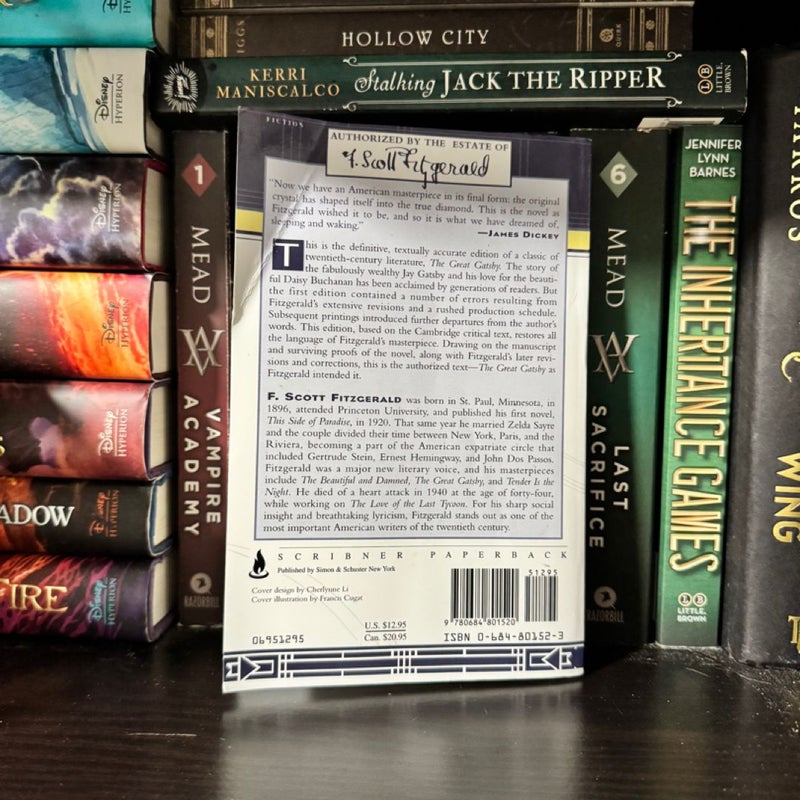 HOLLOW CITY
IGGS
QUIRK
KERRI
MANISCALCO
Stalking JACK THE RIPPER
LB
LITTLE,
BROWN
Disney
HYPERION
Disney
HYPERION
Disney
HYPERION
Disney
HYPERION
ADOW
Disney
HYPERION
FIRE
Disney
HYPERION
1
MEAD
VA
VAMPIRE
ACADEMY
RAZORBILL
FICTION
AUTHORIZED BY THE ESTATE OF
F. Scott Fitzgerald
"Now we have an American masterpiece in its final form: the original
crystal has shaped itself into the true diamond. This is the novel as
Fitzgerald wished it to be, and so it is what we have dreamed of,
sleeping and waking."
—JAMES DICKEY
This is the definitive, textually accurate edition of a classic of
twentieth-century literature, The Great Gatsby. The story of
the fabulously wealthy Jay Gatsby and his love for the beauti-
ful Daisy Buchanan has been acclaimed by generations of readers. But
the first edition contained a number of errors resulting from
Fitzgerald's extensive revisions and a rushed production schedule.
Subsequent printings introduced further departures from the author's
words. This edition, based on the Cambridge critical text, restores all
the language of Fitzgerald's masterpiece. Drawing on the manuscript
and surviving proofs of the novel, along with Fitzgerald's later revi-
sions and corrections, this is the authorized text—The Great Gatsby as
Fitzgerald intended it.
F. SCOTT FITZGERALD was born in St. Paul, Minnesota, in
1896, attended Princeton University, and published his first novel,
This Side of Paradise, in 1920. That same year he married Zelda Sayre
and the couple divided their time between New York, Paris, and the
Riviera, becoming a part of the American expatriate circle that
included Gertrude Stein, Ernest Hemingway, and John Dos Passos.
Fitzgerald was a major new literary voice, and his masterpieces
include The Beautiful and Damned, The Great Gatsby, and Tender Is the
Night. He died of a heart attack in 1940 at the age of forty-four,
while working on The Love of the Last Tycoon. For his sharp social
insight and breathtaking lyricism, Fitzgerald stands out as one of the
most important American writers of the twentieth century.
SCRIBNER PAPERBACK
Published by Simon & Schuster New York
Cover design by Cherlynne Li
Cover illustration by Francis Cugat
U.S. $12.95
Can. $20.95
06951295
51295
9 780684 801520
ISBN 0-684-80152-3
6
MEAD
VA
LAST
SACRIFICE
RAZORBILL
JENNIFER
LYNN
BARNES
THE INHERITANCE GAMES
LB
LITTLE,
BROWN
WING